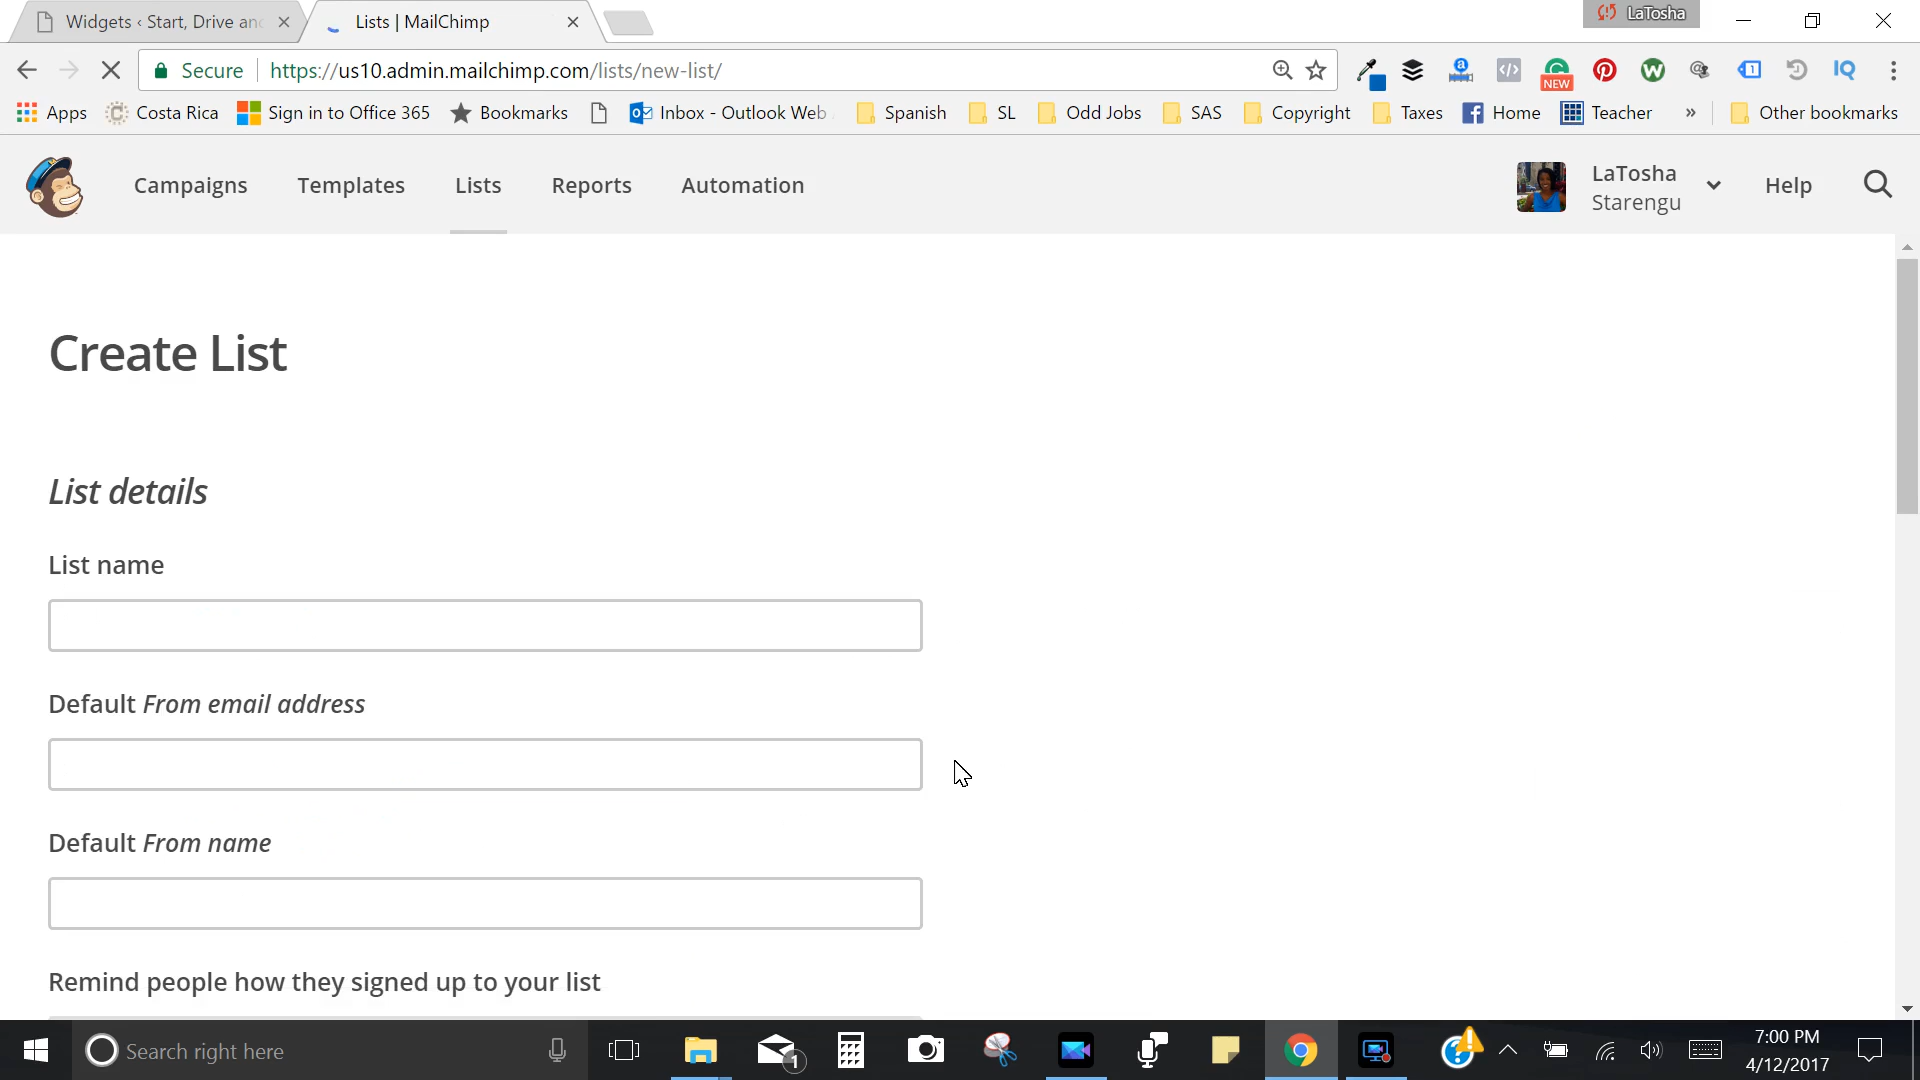 Widgets ‹ Start, Drive an
Lists | MailChimp
LaTosha
Secure
https://us10.admin.mailchimp.com/lists/new-list/
NEW
1
IQ
Apps
Costa Rica
Sign in to Office 365
Bookmarks
Inbox - Outlook Web
Spanish
SL
Odd Jobs
SAS
Copyright
Taxes
Home
Teacher
»
Other bookmarks
Campaigns
Templates
Lists
Reports
Automation
LaTosha
Starengu
Help
Create List
List details
List name
Default From email address
Default From name
Remind people how they signed up to your list
Search right here
1
7:00 PM
4/12/2017